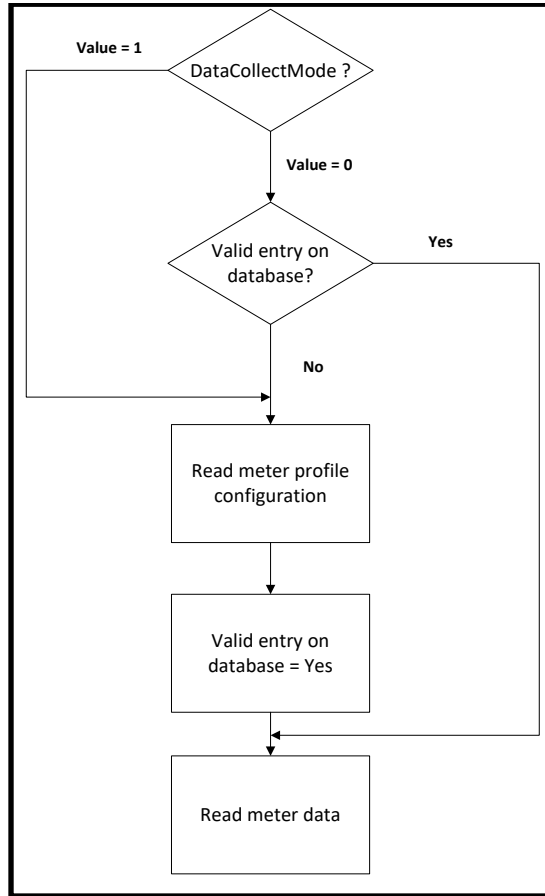 Value = 1
DataCollectMode ?
Value = 0
Valid entry on
database?
Yes
No
Read meter profile
configuration
Valid entry on
database = Yes
Read meter data